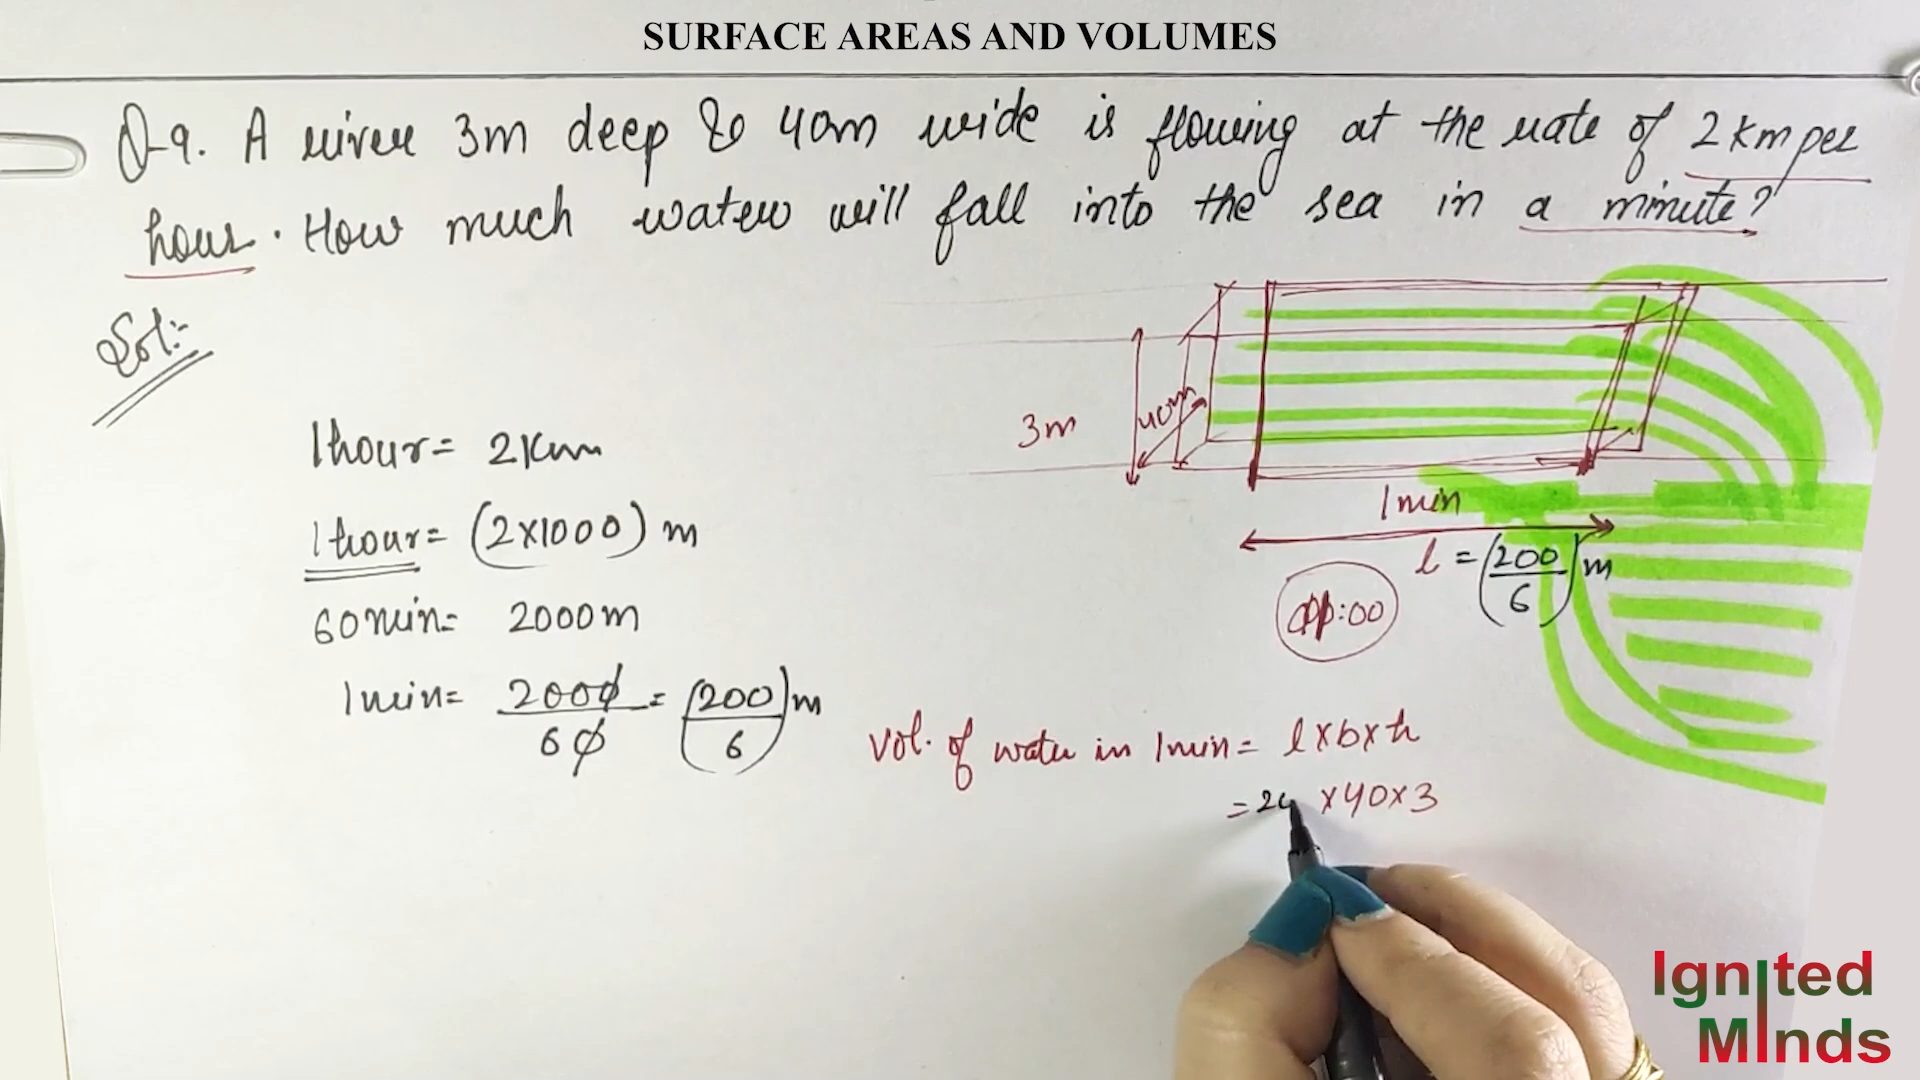 SURFACE AREAS AND VOLUMES
Q-9. A river 3m deep & 40m wide is flowing at the rate of 2km per
hour. How much water will fall into the sea in a minute?
Sol:-
1hour = 2Km
1hour = (2×1000) m
60min = 2000m
1min = 2000/60 = (200/6)m
3m
40m
1min
l = (200/6)m
:00
Vol. of water in 1min = l×b×h
= 20 ×40×3
Ignited
Minds